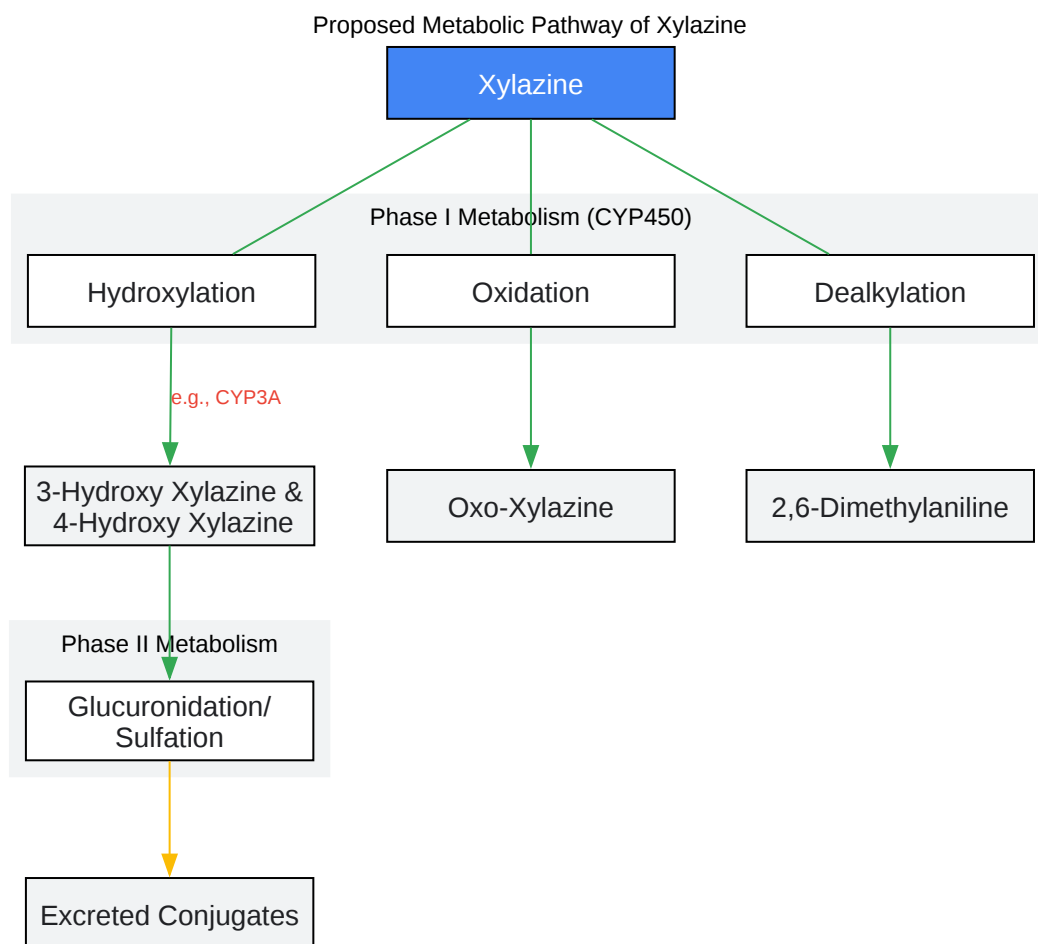 Proposed Metabolic Pathway of Xylazine
Xylazine
Phase I Metabolism (CYP450)
Hydroxylation
Oxidation
Dealkylation
e.g., CYP3A
3-Hydroxy Xylazine &
4-Hydroxy Xylazine
Oxo-Xylazine
2,6-Dimethylaniline
Phase II Metabolism
Glucuronidation/
Sulfation
Excreted Conjugates